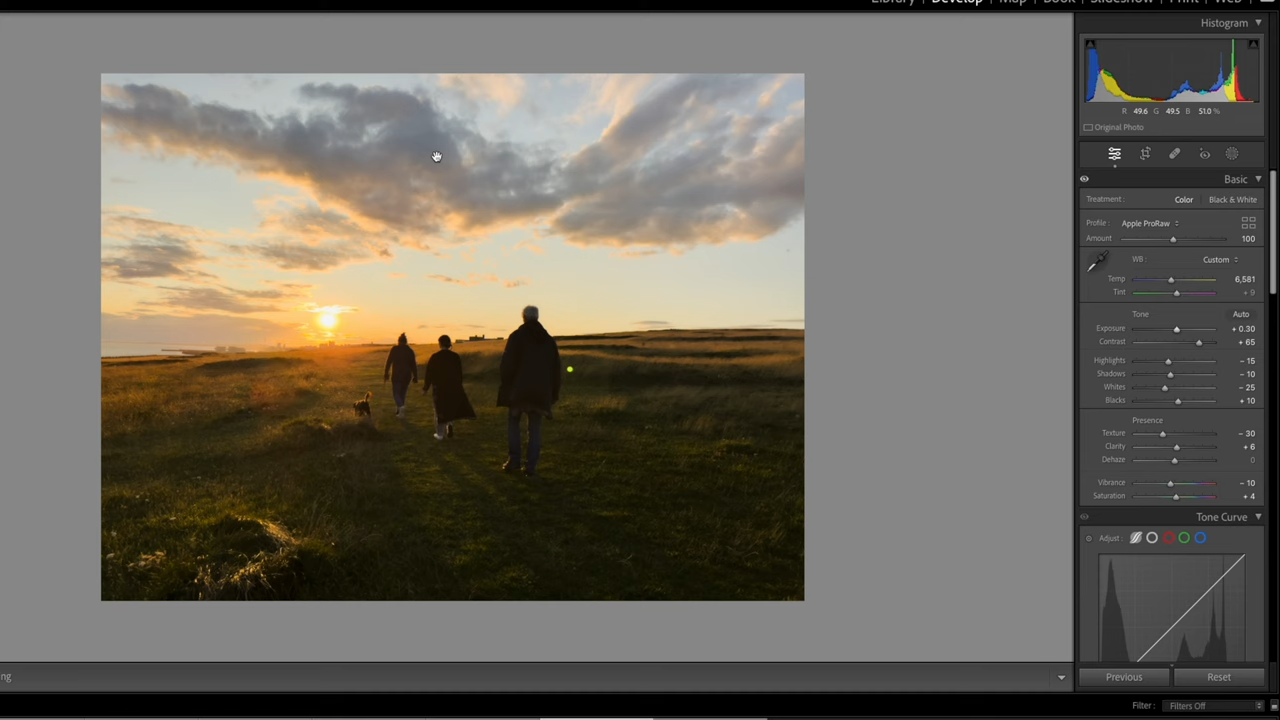 Library Develop Map Book Slideshow Print Web
Histogram
R 49.6 G 49.5 B 51.0 %
Original Photo
Basic
Treatment: Color Black & White
Profile: Apple ProRaw
Amount 100
WB: Custom
Temp 6,581
Tint + 9
Tone Auto
Exposure + 0.30
Contrast + 65
Highlights – 15
Shadows – 10
Whites – 25
Blacks + 10
Presence
Texture – 30
Clarity + 6
Dehaze 0
Vibrance – 10
Saturation + 4
Tone Curve
Adjust:
Previous Reset
ng
Filter: Filters Off